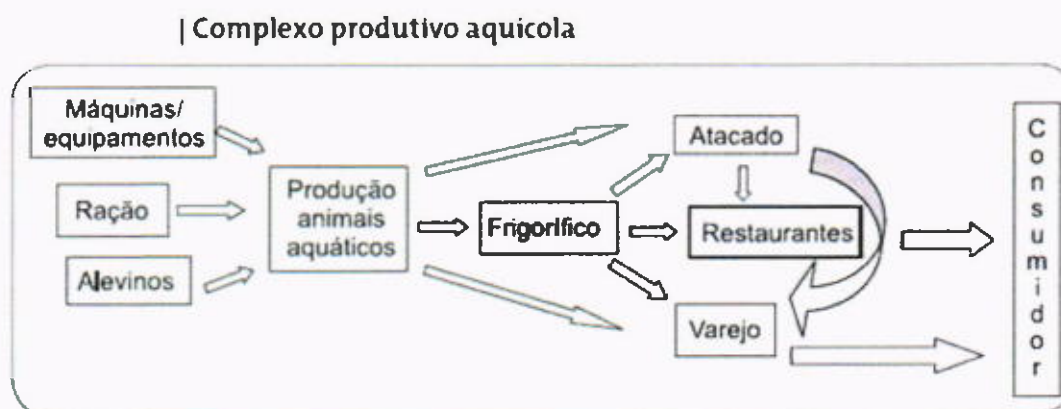 | Complexo produtivo aquicola
Máquinas/
equipamentos
Ração
Alevinos
Produção
animais
aquáticos
Frigorífico
Atacado
Restaurantes
Varejo
C
o
n
s
u
m
i
d
o
r